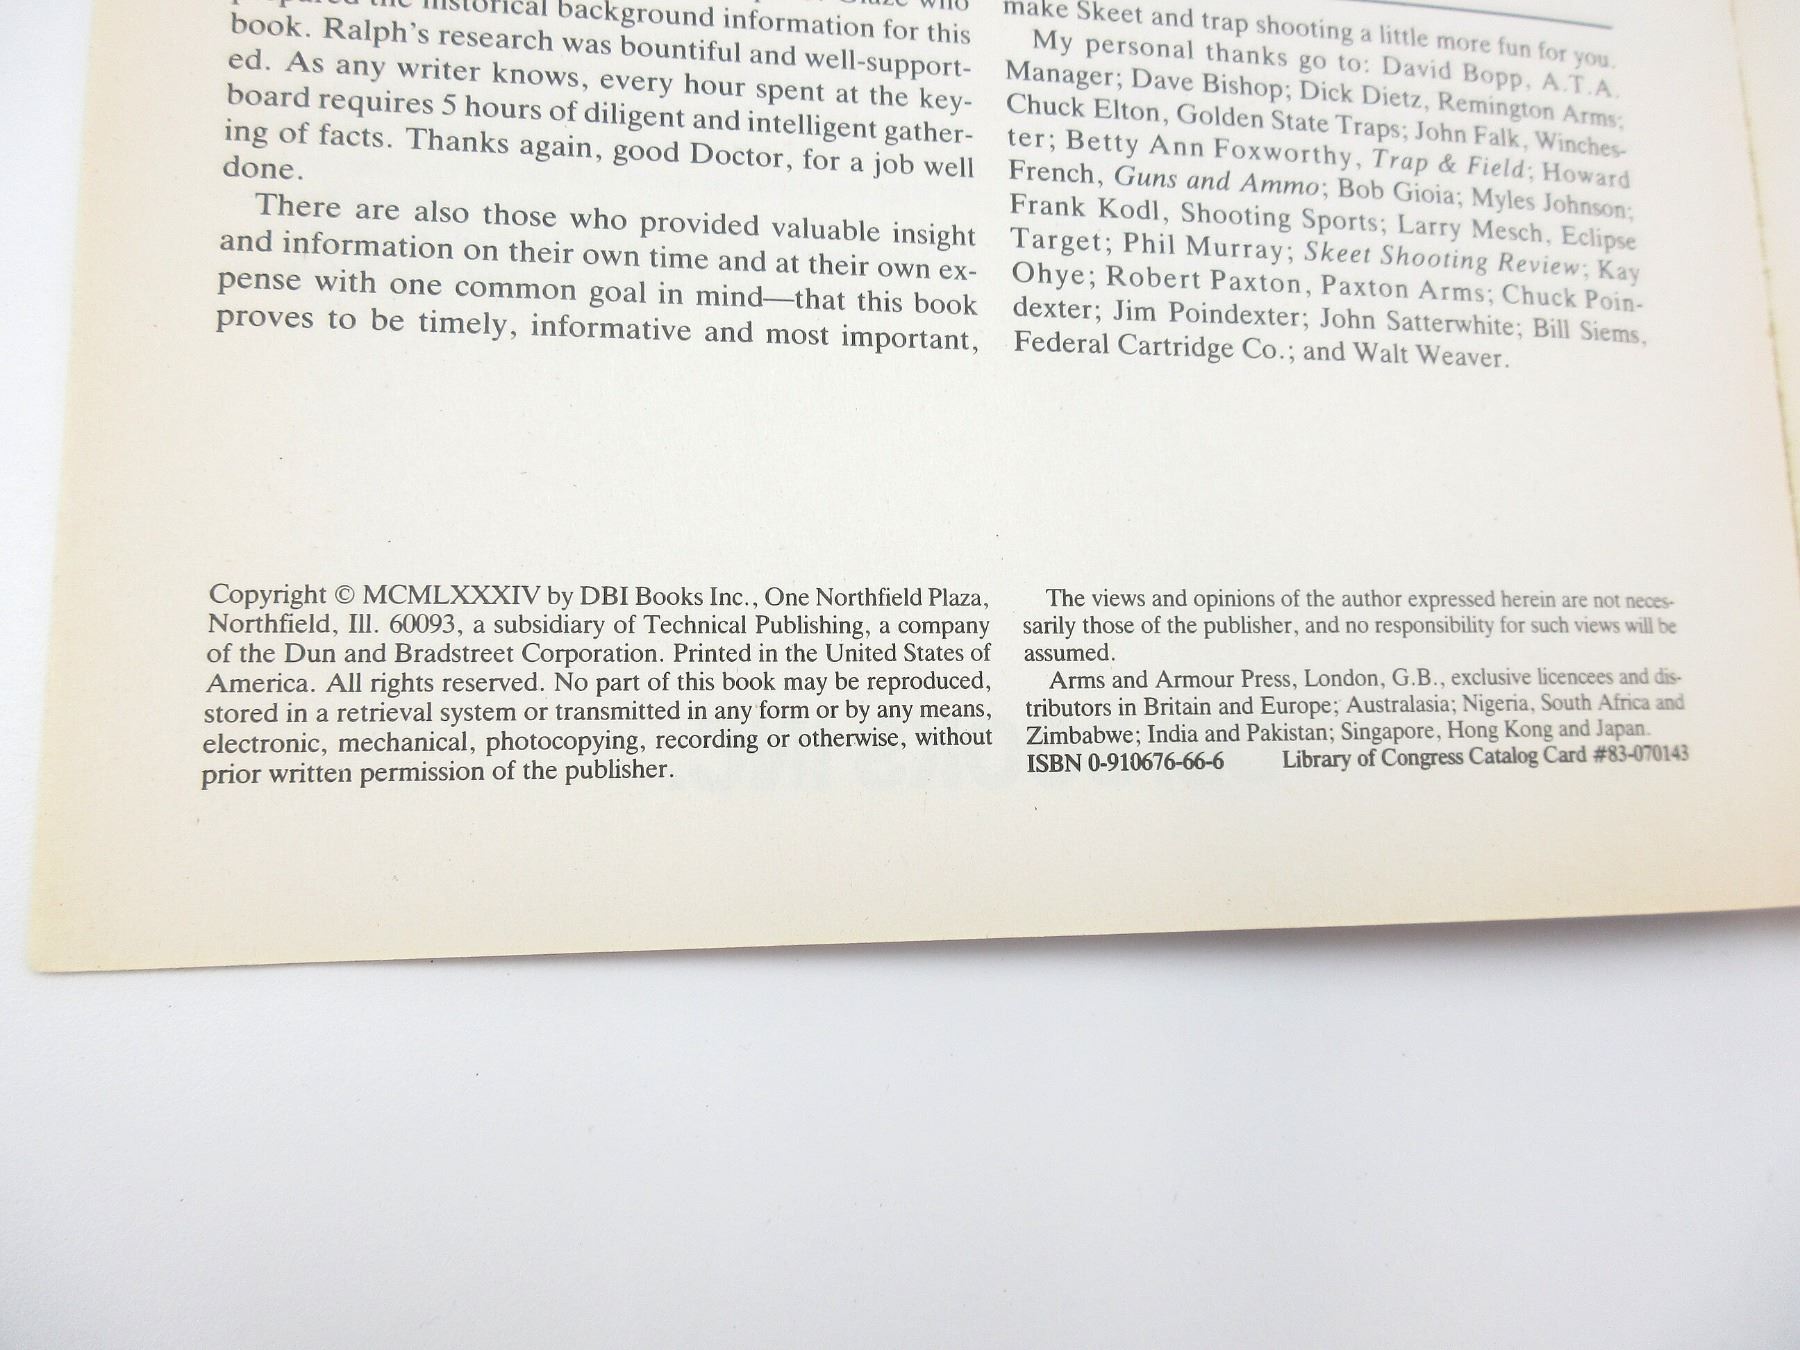 the historical background information for this
book. Ralph's research was bountiful and well-support-
ed. As any writer knows, every hour spent at the key-
board requires 5 hours of diligent and intelligent gather-
ing of facts. Thanks again, good Doctor, for a job well
done.
There are also those who provided valuable insight
and information on their own time and at their own ex-
pense with one common goal in mind—that this book
proves to be timely, informative and most important,
make Skeet and trap shooting a little more fun for you.
My personal thanks go to: David Bopp, A.T.A.
Manager; Dave Bishop; Dick Dietz, Remington Arms;
Chuck Elton, Golden State Traps; John Falk, Winches-
ter; Betty Ann Foxworthy, Trap & Field; Howard
French, Guns and Ammo; Bob Gioia; Myles Johnson;
Frank Kodl, Shooting Sports; Larry Mesch, Eclipse
Target; Phil Murray; Skeet Shooting Review; Kay
Ohye; Robert Paxton, Paxton Arms; Chuck Poin-
dexter; Jim Poindexter; John Satterwhite; Bill Siems,
Federal Cartridge Co.; and Walt Weaver.
Copyright © MCMLXXXIV by DBI Books Inc., One Northfield Plaza,
Northfield, Ill. 60093, a subsidiary of Technical Publishing, a company
of the Dun and Bradstreet Corporation. Printed in the United States of
America. All rights reserved. No part of this book may be reproduced,
stored in a retrieval system or transmitted in any form or by any means,
electronic, mechanical, photocopying, recording or otherwise, without
prior written permission of the publisher.
The views and opinions of the author expressed herein are not neces-
sarily those of the publisher, and no responsibility for such views will be
assumed.
Arms and Armour Press, London, G.B., exclusive licencees and dis-
tributors in Britain and Europe; Australasia; Nigeria, South Africa and
Zimbabwe; India and Pakistan; Singapore, Hong Kong and Japan.
ISBN 0-910676-66-6 Library of Congress Catalog Card #83-070143